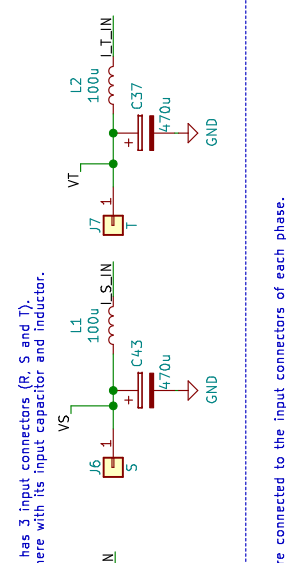 has 3 input connectors (R, S and T).
here with its input capacitor and inductor.
J6
S
1
VS
L1
100u
I_S_IN
C43
470u
+
GND
J7
T
1
VT
L2
100u
I_T_IN
C37
470u
+
GND
N
re connected to the input connectors of each phase.